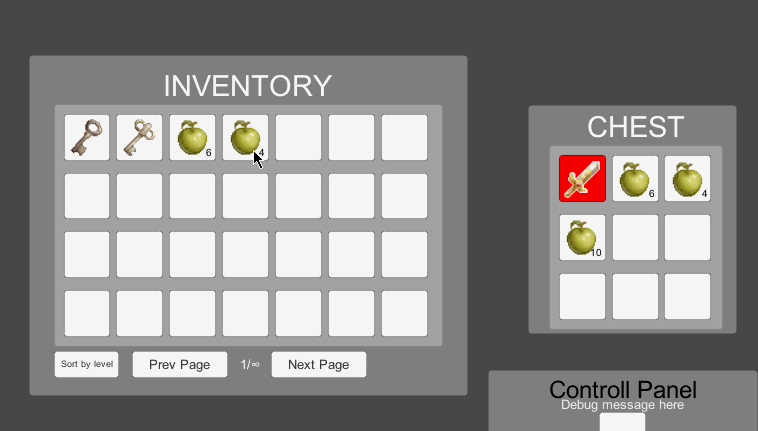 INVENTORY
6
4
Sort by level
Prev Page
1/∞
Next Page
CHEST
6
4
10
Controll Panel
Debug message here